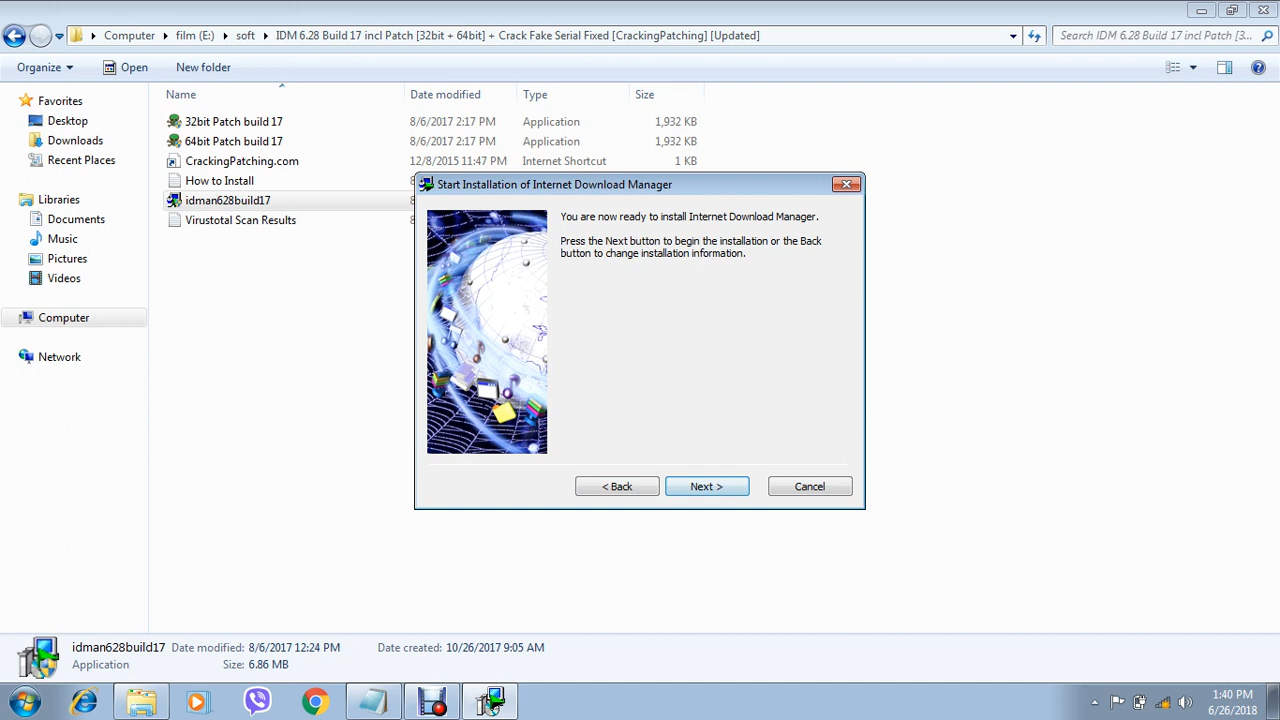 Computer film (E:) soft IDM 6.28 Build 17 incl Patch [32bit + 64bit] + Crack Fake Serial Fixed [CrackingPatching] [Updated] Search IDM 6.28 Build 17 incl Patch [3...
Organize Open New folder
Name Date modified Type Size
Favorites
Desktop
Downloads
Recent Places
Libraries
Documents
Music
Pictures
Videos
Computer
Network
32bit Patch build 17 8/6/2017 2:17 PM Application 1,932 KB
64bit Patch build 17 8/6/2017 2:17 PM Application 1,932 KB
CrackingPatching.com 12/8/2015 11:47 PM Internet Shortcut 1 KB
How to Install 8
idman628build17 8
Virustotal Scan Results 8
Start Installation of Internet Download Manager
You are now ready to install Internet Download Manager.
Press the Next button to begin the installation or the Back
button to change installation information.
< Back Next > Cancel
idman628build17 Date modified: 8/6/2017 12:24 PM Date created: 10/26/2017 9:05 AM
Application Size: 6.86 MB
1:40 PM
6/26/2018